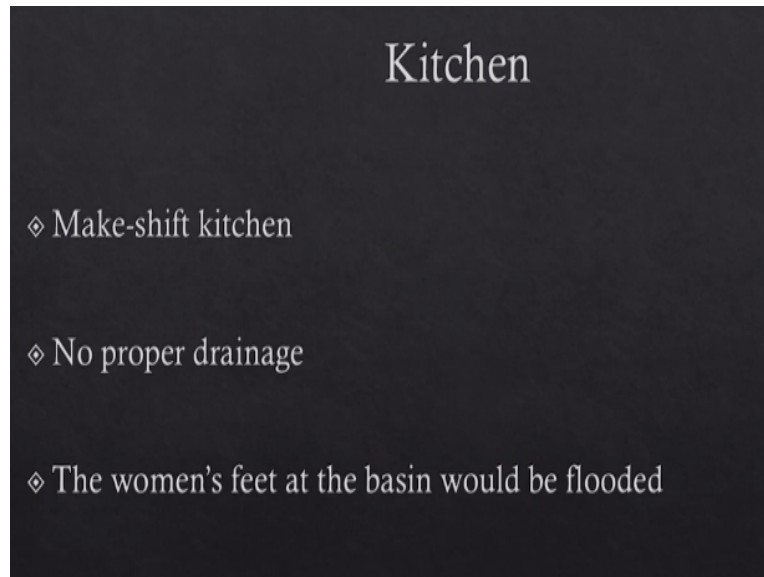 Kitchen
Make-shift kitchen
No proper drainage
The women's feet at the basin would be flooded